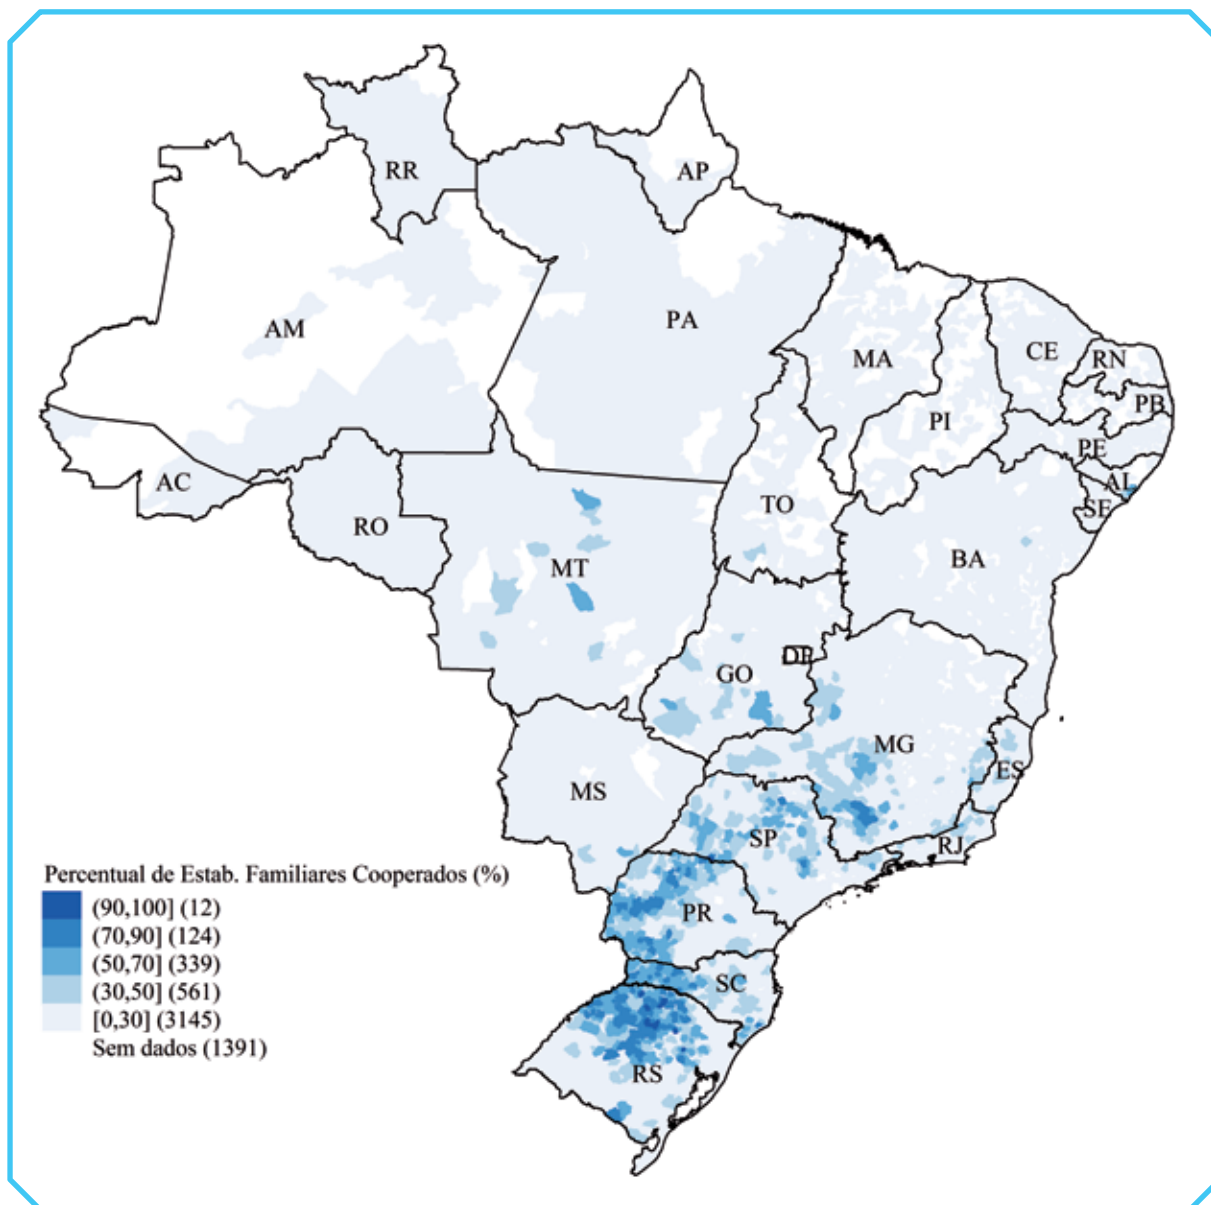 RR
AP
AM
PA
MA
CE
RN
PB
PI
PE
AC
AL
TO
SE
RO
BA
MT
DF
GO
MG
ES
MS
SP
RJ
PR
SC
RS
Percentual de Estab. Familiares Cooperados (%)
(90,100] (12)
(70,90] (124)
(50,70] (339)
(30,50] (561)
[0,30] (3145)
Sem dados (1391)